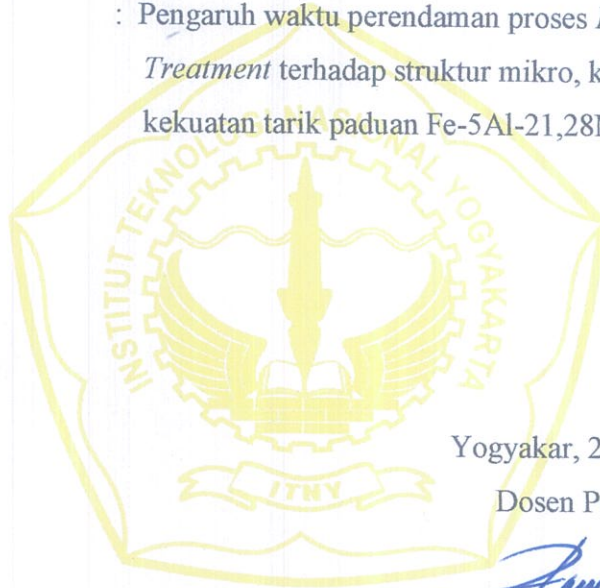 : Pengaruh waktu perendaman proses
Treatment terhadap struktur mikro, k
kekuatan tarik paduan Fe-5Al-21,28
INSTITUT TEKNOLOGI NASIONAL YOGYAKARTA
ITNY
Yogyakar, 2
Dosen P